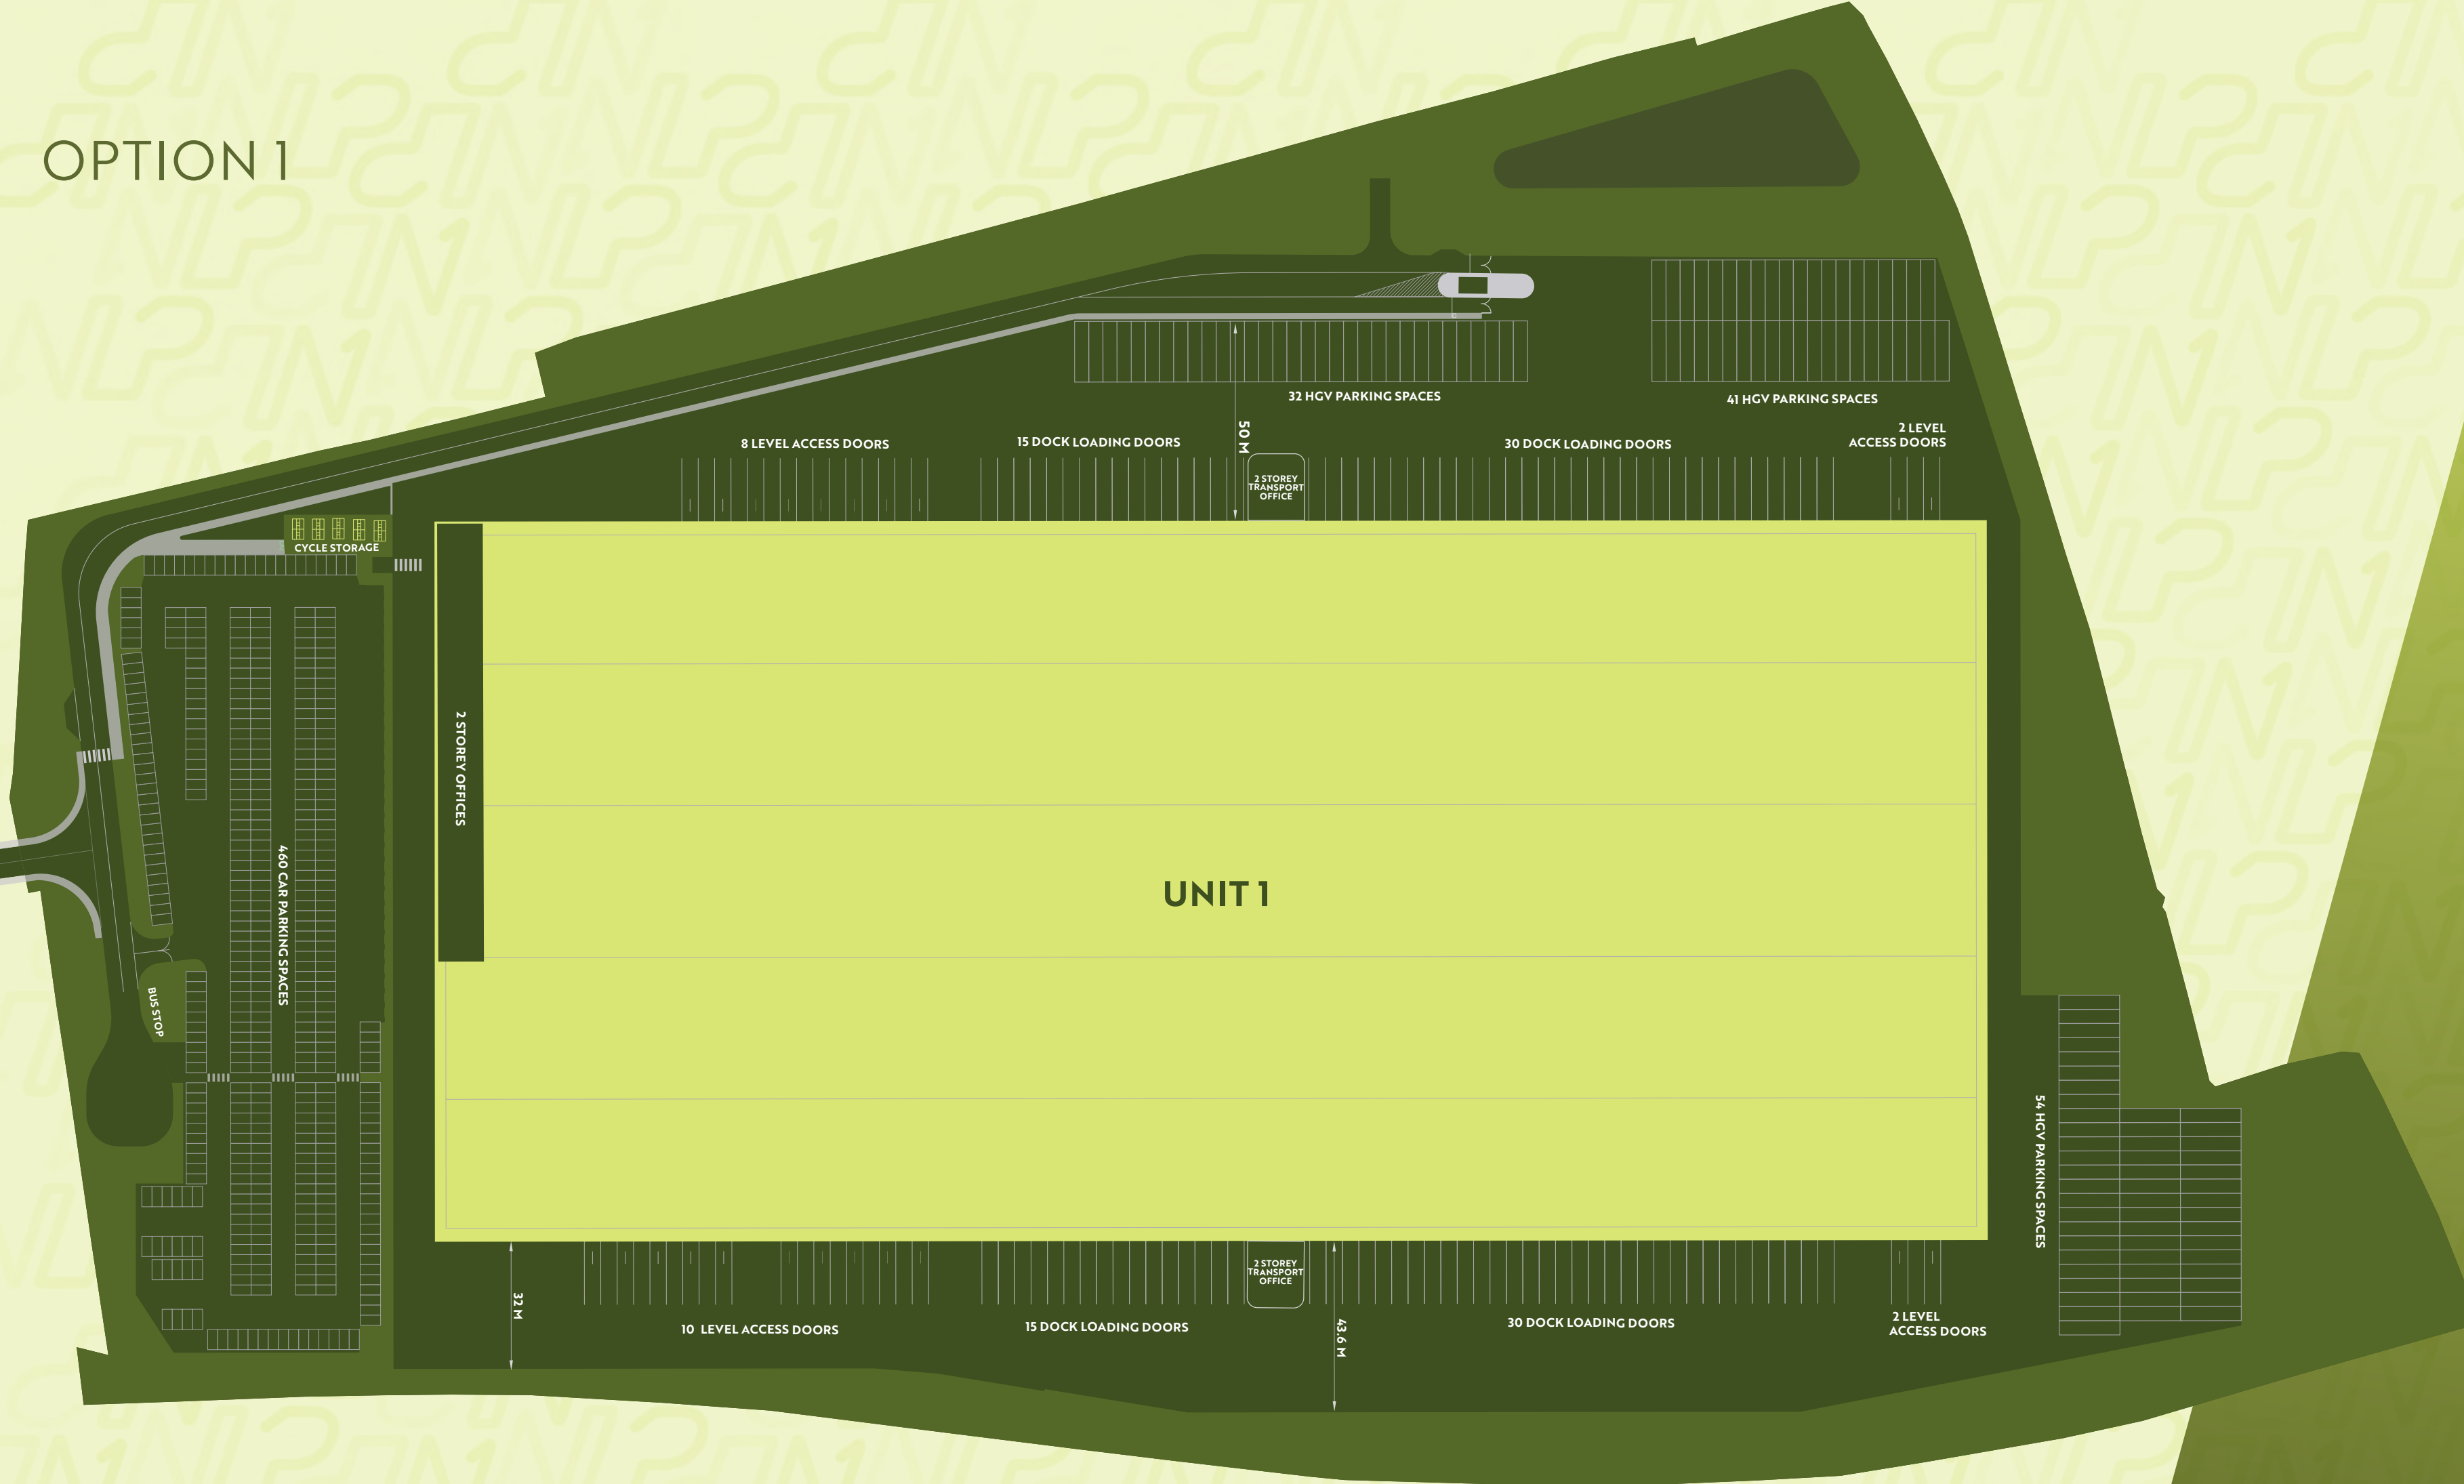 OPTION 1
32 HGV PARKING SPACES
41 HGV PARKING SPACES
50 M
8 LEVEL ACCESS DOORS
15 DOCK LOADING DOORS
30 DOCK LOADING DOORS
2 LEVEL
ACCESS DOORS
2 STOREY
TRANSPORT
OFFICE
CYCLE STORAGE
2 STOREY OFFICES
460 CAR PARKING SPACES
UNIT 1
BUS STOP
54 HGV PARKING SPACES
2 STOREY
TRANSPORT
OFFICE
32 M
43.6 M
10 LEVEL ACCESS DOORS
15 DOCK LOADING DOORS
30 DOCK LOADING DOORS
2 LEVEL
ACCESS DOORS